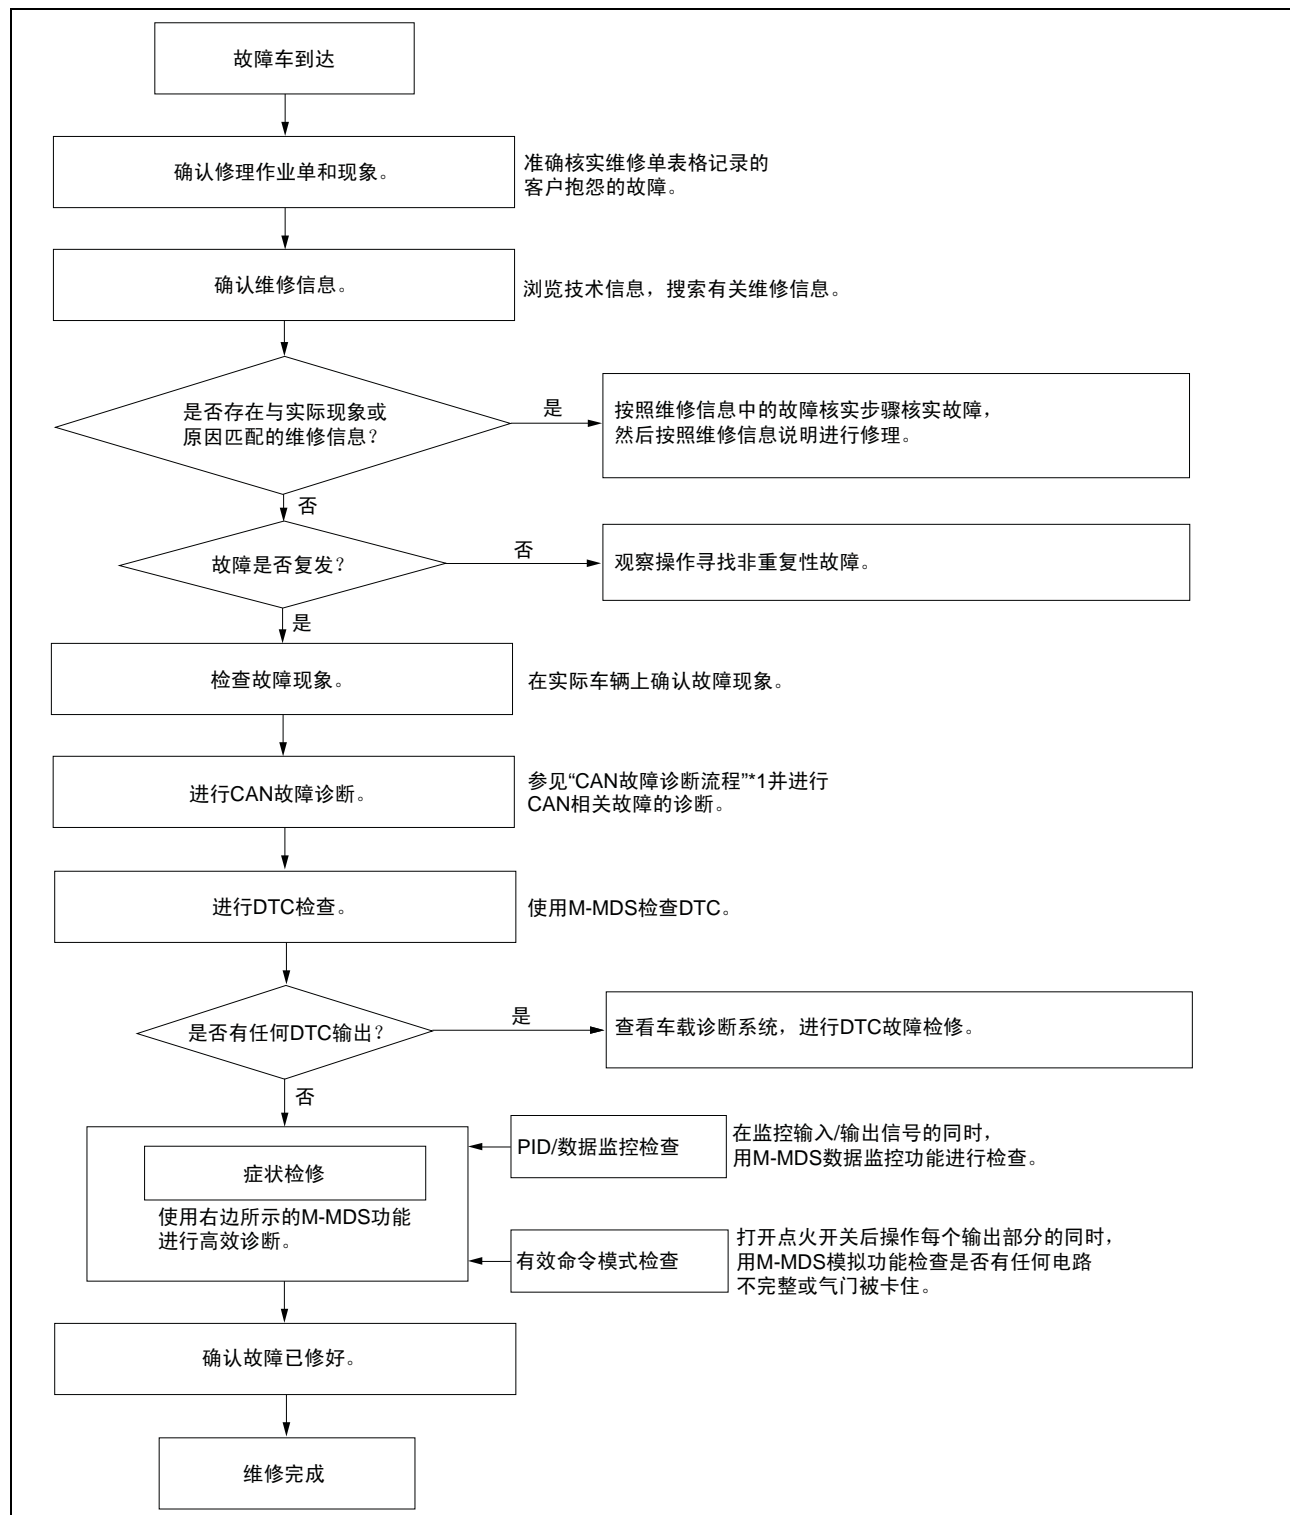 故障车到达
确认修理作业单和现象。
准确核实维修单表格记录的
客户抱怨的故障。
确认维修信息。
浏览技术信息，搜索有关维修信息。
是否存在与实际现象或
原因匹配的维修信息？
是
按照维修信息中的故障核实步骤核实故障，
然后按照维修信息说明进行修理。
否
故障是否复发？
否
观察操作寻找非重复性故障。
是
检查故障现象。
在实际车辆上确认故障现象。
进行CAN故障诊断。
参见“CAN故障诊断流程”*1并进行
CAN相关故障的诊断。
进行DTC检查。
使用M-MDS检查DTC。
是否有任何DTC输出？
是
查看车载诊断系统，进行DTC故障检修。
否
症状检修
使用右边所示的M-MDS功能
进行高效诊断。
PID/数据监控检查
在监控输入/输出信号的同时，
用M-MDS数据监控功能进行检查。
有效命令模式检查
打开点火开关后操作每个输出部分的同时，
用M-MDS模拟功能检查是否有任何电路
不完整或气门被卡住。
确认故障已修好。
维修完成